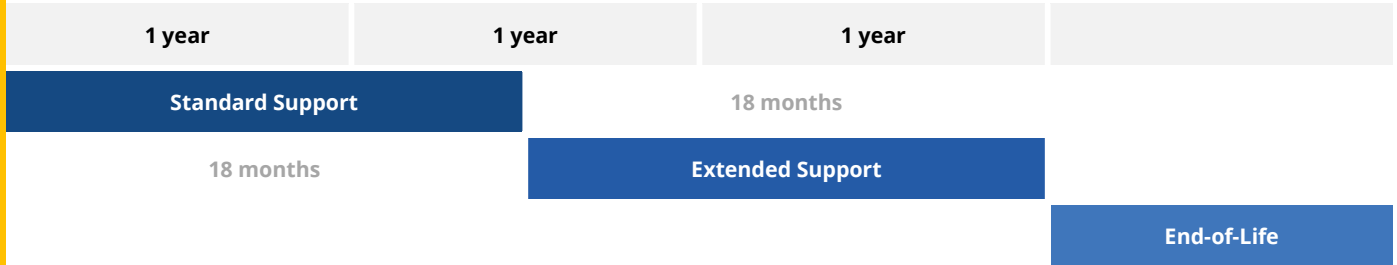 1 year 1 year 1 year
Standard Support 18 months
18 months Extended Support
End-of-Life